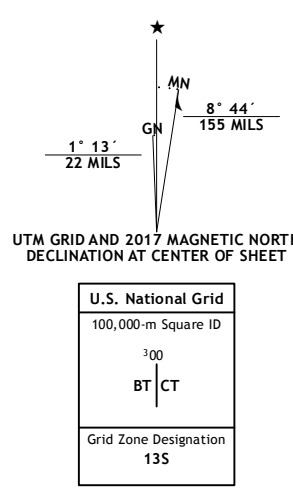 ★
MN
GN
8° 44´
155 MILS
1° 13´
22 MILS
UTM GRID AND 2017 MAGNETIC NORTH
DECLINATION AT CENTER OF SHEET
U.S. National Grid
100,000-m Square ID
³00
BT CT
Grid Zone Designation
13S